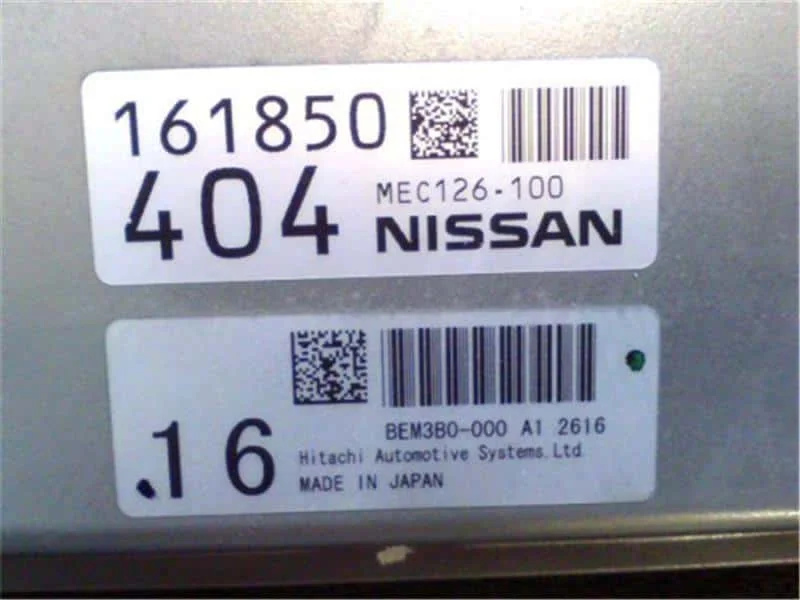 161850
404
MEC126-100
NISSAN
BEM3B0-000 A1 2616
16
Hitachi Automotive Systems,Ltd.
MADE IN JAPAN